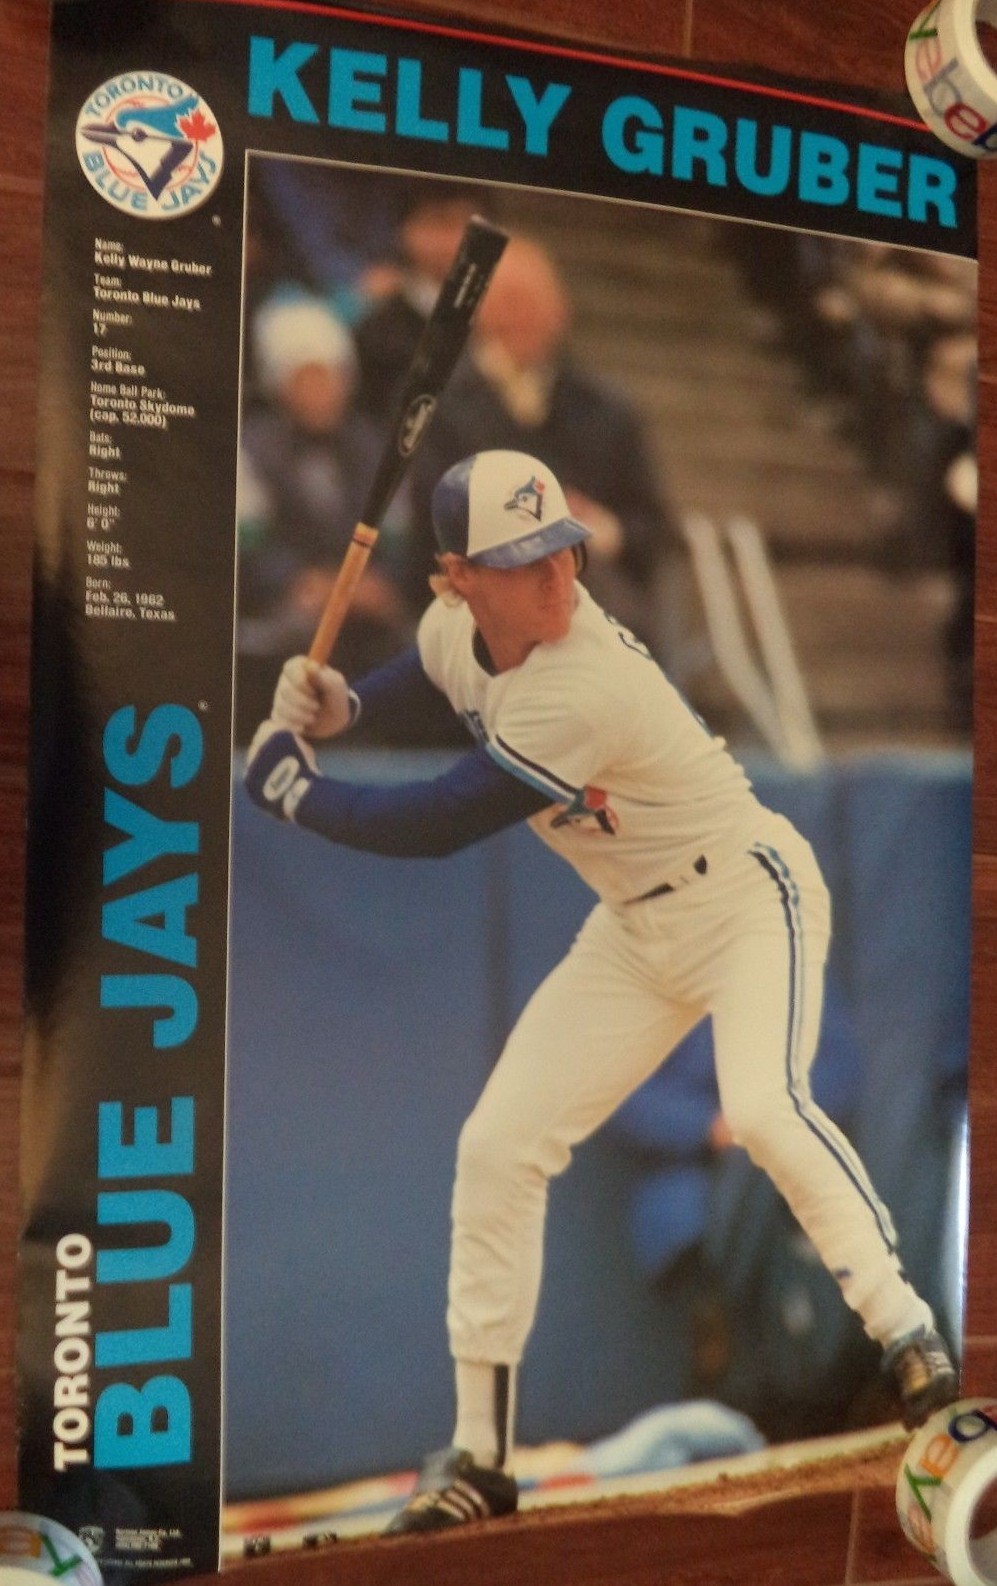 KELLY GRUBER
TORONTO
BLUE JAYS
Name:
Kelly Wayne Gruber
Team:
Toronto Blue Jays
Number:
17
Position:
3rd Base
Home Ball Park:
Toronto Skydome
(cap. 52,000)
Bats:
Right
Throws:
Right
Height:
6' 0"
Weight:
185 lbs
Born:
Feb. 26, 1962
Bellaire, Texas
TORONTO
BLUE JAYS
ebay